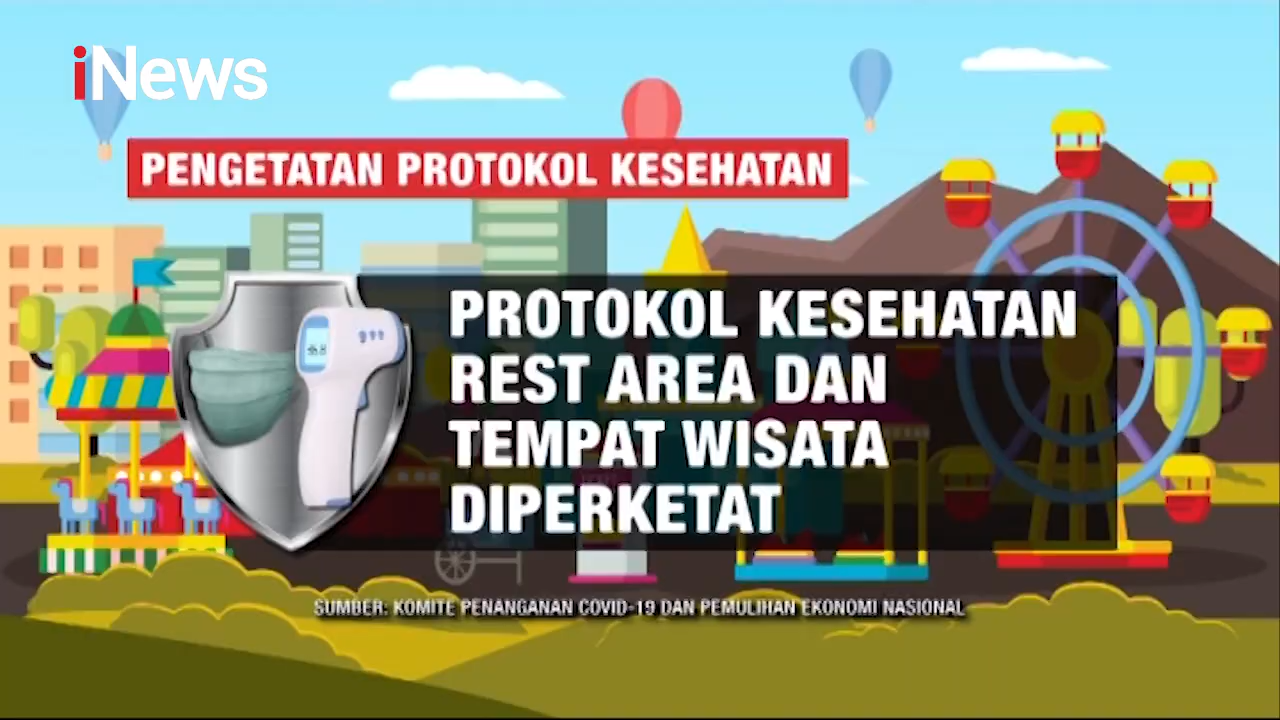 iNews
PENGETATAN PROTOKOL KESEHATAN
PROTOKOL KESEHATAN
REST AREA DAN
TEMPAT WISATA
DIPERKETAT
SUMBER: KOMITE PENANGANAN COVID-19 DAN PEMULIHAN EKONOMI NASIONAL